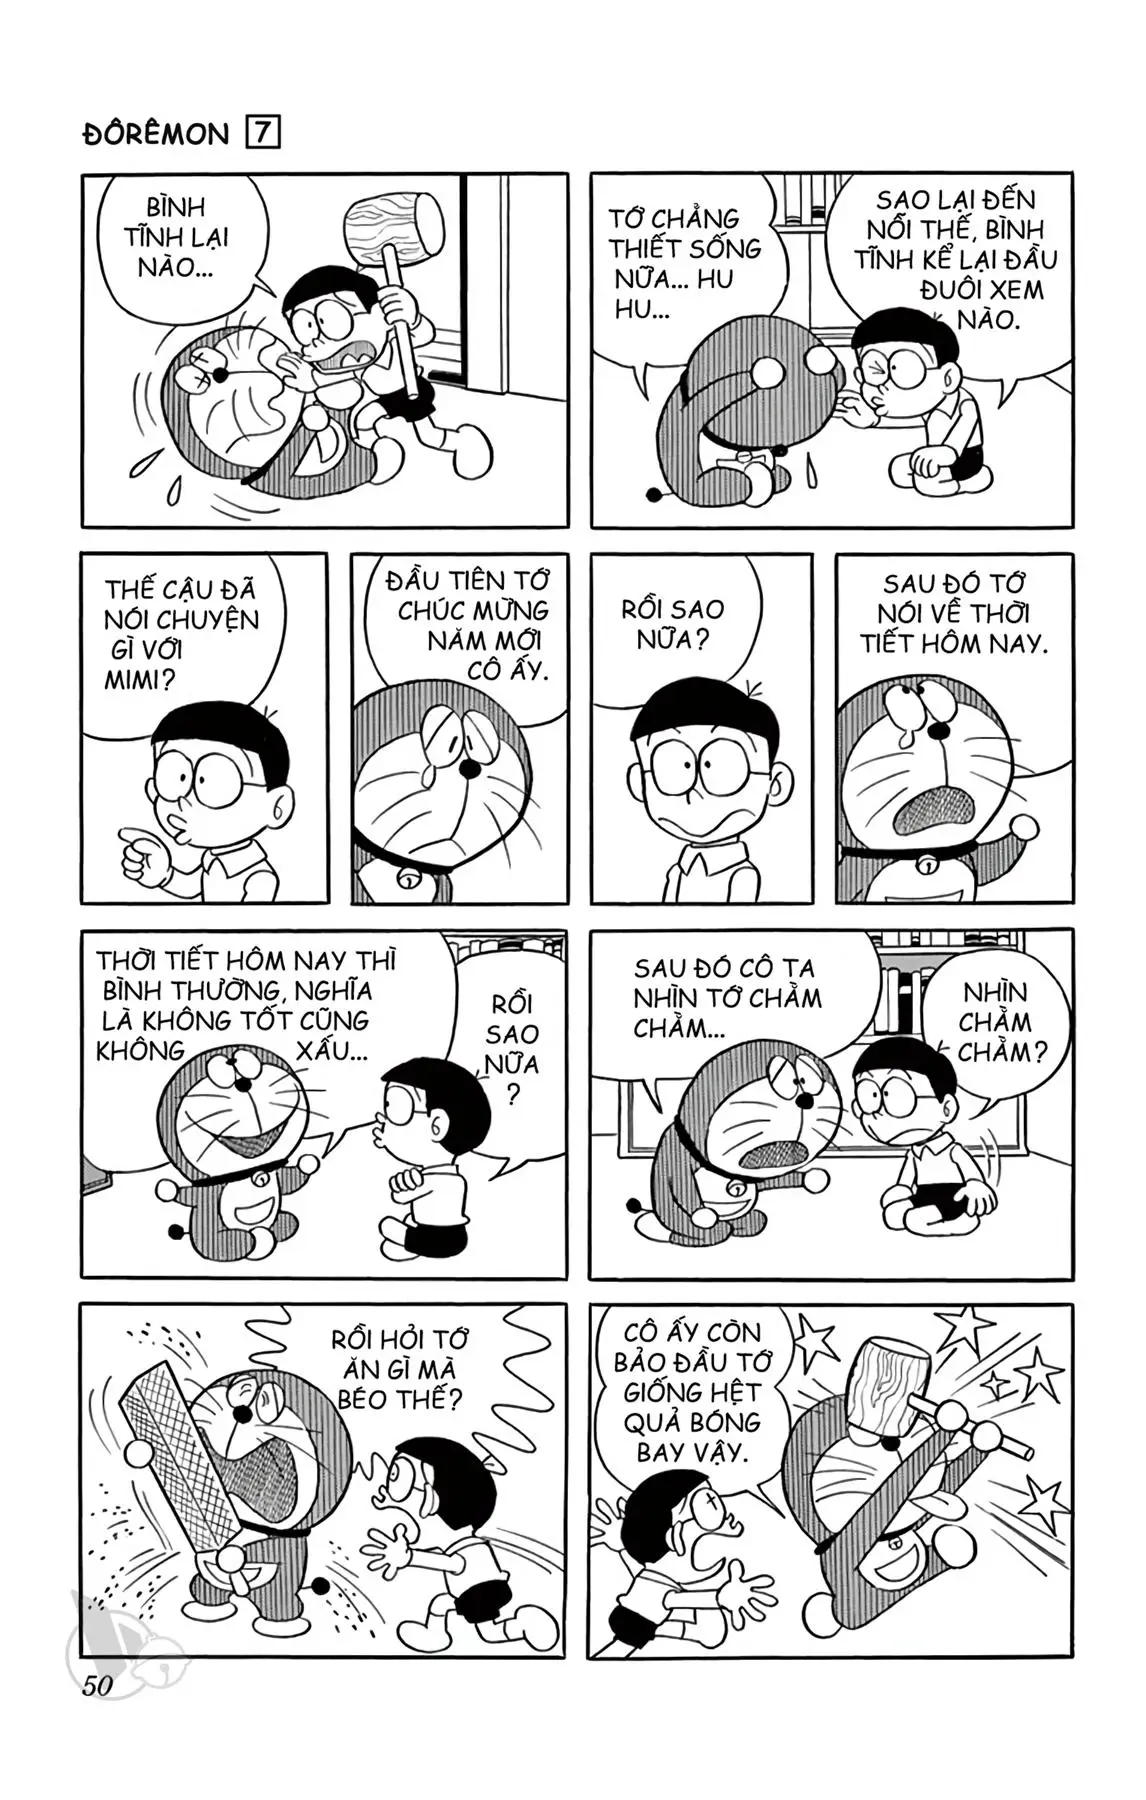 ĐÔRÊMON 7
BÌNH
TĨNH LẠI
NÀO...
TỚ CHẲNG
THIẾT SỐNG
NỮA... HU
HU...
SAO LẠI ĐẾN
NỖI THẾ, BÌNH
TĨNH KỂ LẠI ĐẦU
ĐUÔI XEM
NÀO.
THẾ CẬU ĐÃ
NÓI CHUYỆN
GÌ VỚI
MIMI?
ĐẦU TIÊN TỚ
CHÚC MỪNG
NĂM MỚI
CÔ ẤY.
RỒI SAO
NỮA?
SAU ĐÓ TỚ
NÓI VỀ THỜI
TIẾT HÔM NAY.
THỜI TIẾT HÔM NAY THÌ
BÌNH THƯỜNG, NGHĨA
LÀ KHÔNG TỐT CŨNG
KHÔNG XẤU...
RỒI
SAO
NỮA
?
SAU ĐÓ CÔ TA
NHÌN TỚ CHẰM
CHẰM...
NHÌN
CHẰM
CHẰM?
RỒI HỎI TỚ
ĂN GÌ MÀ
BÉO THẾ?
CÔ ẤY CÒN
BẢO ĐẦU TỚ
GIỐNG HỆT
QUẢ BÓNG
BAY VẬY.
50